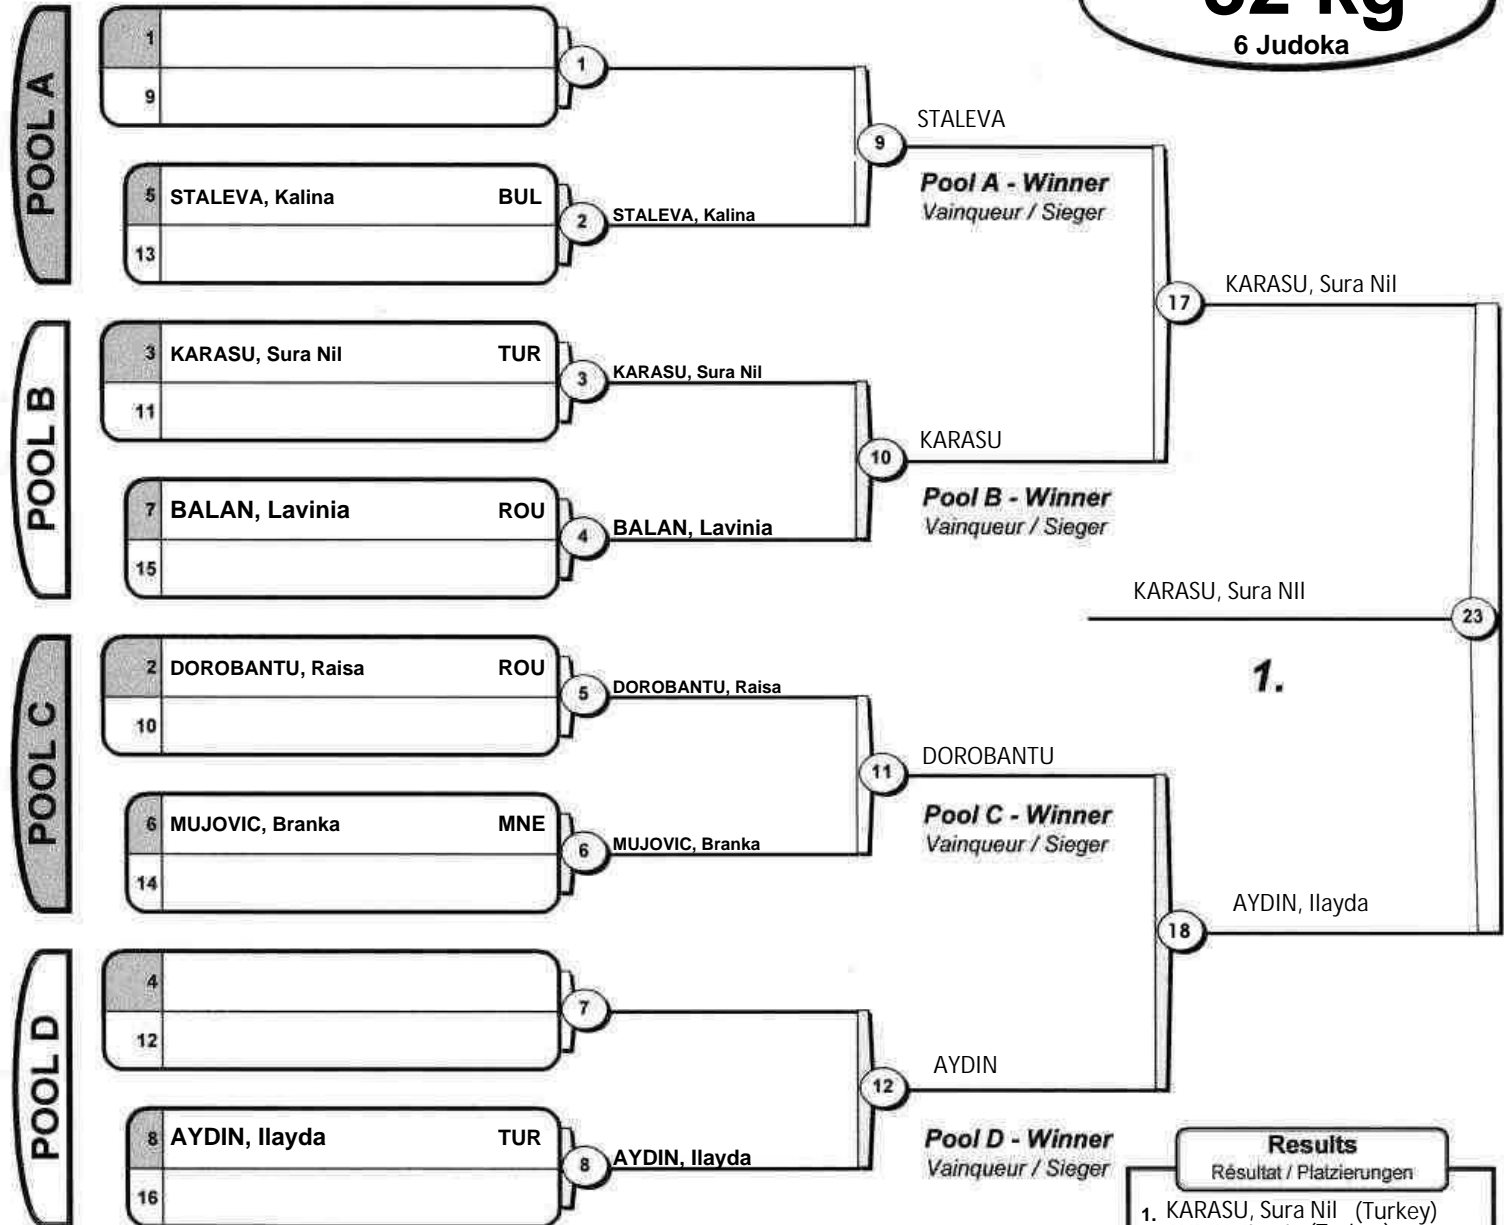 6 Judoka
POOL A
1
9
1
5 STALEVA, Kalina BUL
13
2
STALEVA, Kalina
9
STALEVA
Pool A - Winner
Vainqueur / Sieger
POOL B
3 KARASU, Sura Nil TUR
11
3
KARASU, Sura Nil
7 BALAN, Lavinia ROU
15
4
BALAN, Lavinia
10
KARASU
Pool B - Winner
Vainqueur / Sieger
17
KARASU, Sura Nil
KARASU, Sura NIl
23
1.
POOL C
2 DOROBANTU, Raisa ROU
10
5
DOROBANTU, Raisa
6 MUJOVIC, Branka MNE
14
6
MUJOVIC, Branka
11
DOROBANTU
Pool C - Winner
Vainqueur / Sieger
18
AYDIN, Ilayda
POOL D
4
12
7
8 AYDIN, Ilayda TUR
16
8
AYDIN, Ilayda
12
AYDIN
Pool D - Winner
Vainqueur / Sieger
Results
Résultat / Platzierungen
1. KARASU, Sura Nil (Turkey)